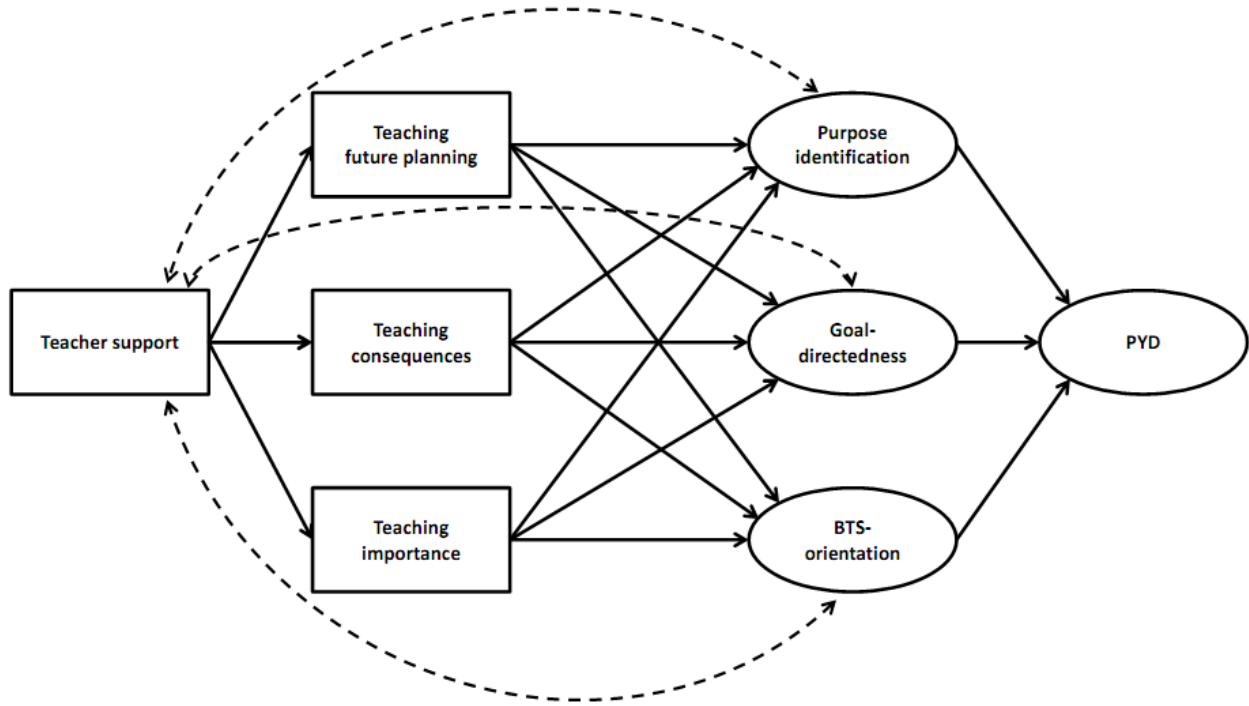 Teaching
future planning
Purpose
identification
Teacher support
Teaching
consequences
Goal-
directedness
PYD
Teaching
importance
BTS-
orientation